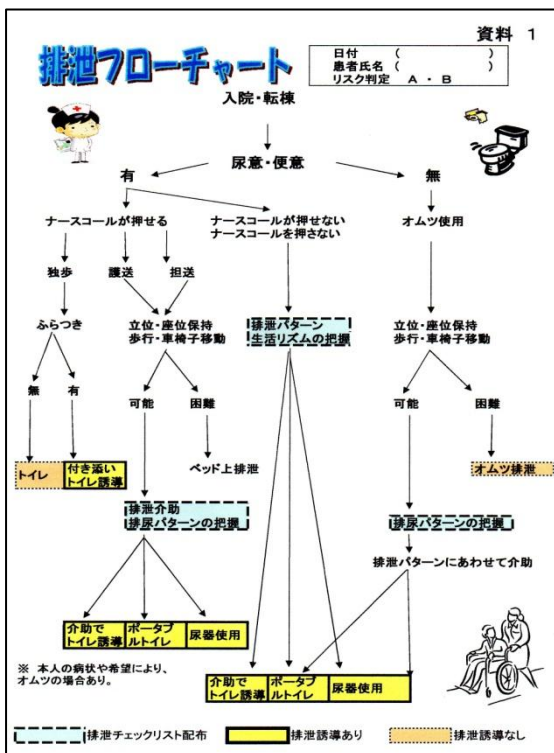 資料 1
排泄フローチャート
日付 ( )
患者氏名 ( )
リスク判定 A ・ B
入院・転棟
尿意・便意
有
無
ナースコールが押せる
ナースコールが押せない
ナースコールを押さない
オムツ使用
独歩
護送
担送
ふらつき
立位・座位保持
歩行・車椅子移動
排泄パターン
生活リズムの把握
立位・座位保持
歩行・車椅子移動
無
有
可能
困難
可能
困難
トイレ
付き添い
トイレ誘導
ベッド上排泄
オムツ排泄
排泄介助
排尿パターンの把握
排尿パターンの把握
排泄パターンにあわせて介助
介助で
トイレ誘導
ポータブ
ルトイレ
尿器使用
※ 本人の病状や希望により、
オムツの場合あり。
介助で
トイレ誘導
ポータブ
ルトイレ
尿器使用
排泄チェックリスト配布
排泄誘導あり
排泄誘導なし